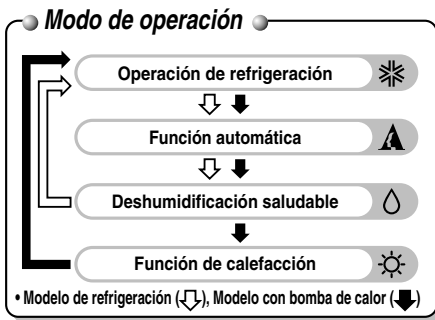 Modo de operación
Operación de refrigeración
Función automática
Deshumidificación saludable
Función de calefacción
• Modelo de refrigeración (⇩), Modelo con bomba de calor (⬇)